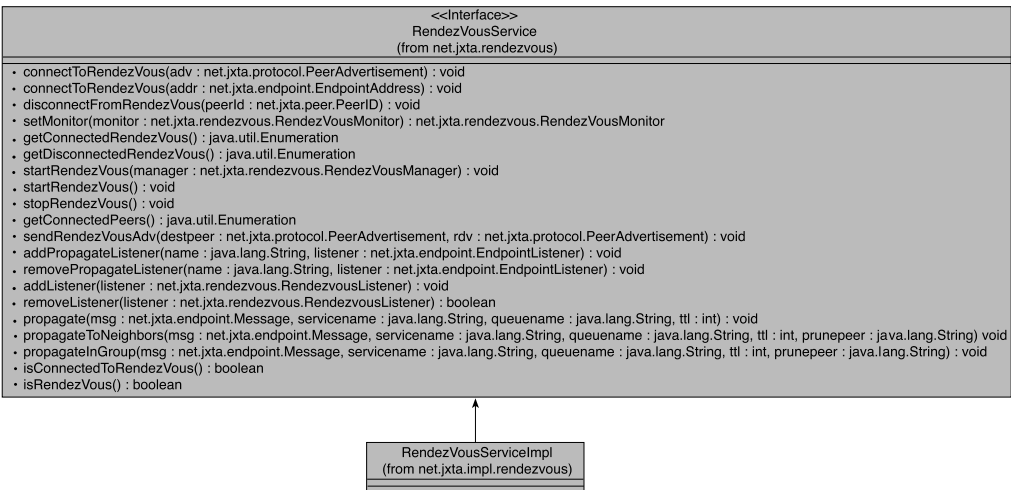 <<Interface>>
RendezVousService
(from net.jxta.rendezvous)
• connectToRendezVous(adv : net.jxta.protocol.PeerAdvertisement) : void
• connectToRendezVous(addr : net.jxta.endpoint.EndpointAddress) : void
• disconnectFromRendezVous(peerId : net.jxta.peer.PeerID) : void
• setMonitor(monitor : net.jxta.rendezvous.RendezVousMonitor) : net.jxta.rendezvous.RendezVousMonitor
• getConnectedRendezVous() : java.util.Enumeration
• getDisconnectedRendezVous() : java.util.Enumeration
• startRendezVous(manager : net.jxta.rendezvous.RendezVousManager) : void
• startRendezVous() : void
• stopRendezVous() : void
• getConnectedPeers() : java.util.Enumeration
• sendRendezVousAdv(destpeer : net.jxta.protocol.PeerAdvertisement, rdv : net.jxta.protocol.PeerAdvertisement) : void
• addPropagateListener(name : java.lang.String, listener : net.jxta.endpoint.EndpointListener) : void
• removePropagateListener(name : java.lang.String, listener : net.jxta.endpoint.EndpointListener) : void
• addListener(listener : net.jxta.rendezvous.RendezvousListener) : void
• removeListener(listener : net.jxta.rendezvous.RendezvousListener) : boolean
• propagate(msg : net.jxta.endpoint.Message, servicename : java.lang.String, queuename : java.lang.String, ttl : int) : void
• propagateToNeighbors(msg : net.jxta.endpoint.Message, servicename : java.lang.String, queuename : java.lang.String, ttl : int, prunepeer : java.lang.String) void
• propagateInGroup(msg : net.jxta.endpoint.Message, servicename : java.lang.String, queuename : java.lang.String, ttl : int, prunepeer : java.lang.String) : void
• isConnectedToRendezVous() : boolean
• isRendezVous() : boolean
RendezVousServiceImpl
(from net.jxta.impl.rendezvous)